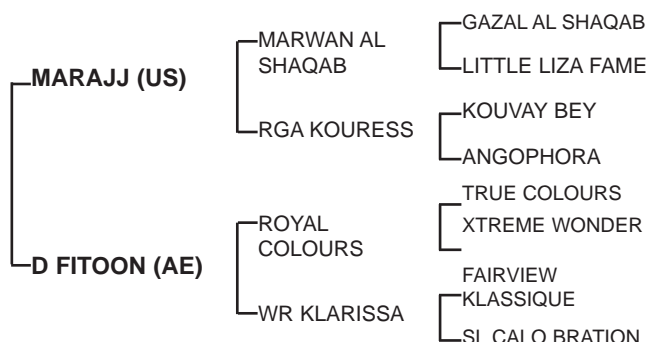 GAZAL AL SHAQAB
MARWAN AL
SHAQAB
LITTLE LIZA FAME
MARAJJ (US)
KOUVAY BEY
RGA KOURESS
ANGOPHORA
TRUE COLOURS
ROYAL
COLOURS
XTREME WONDER
D FITOON (AE)
FAIRVIEW
KLASSIQUE
WR KLARISSA
SL CALO BRATION